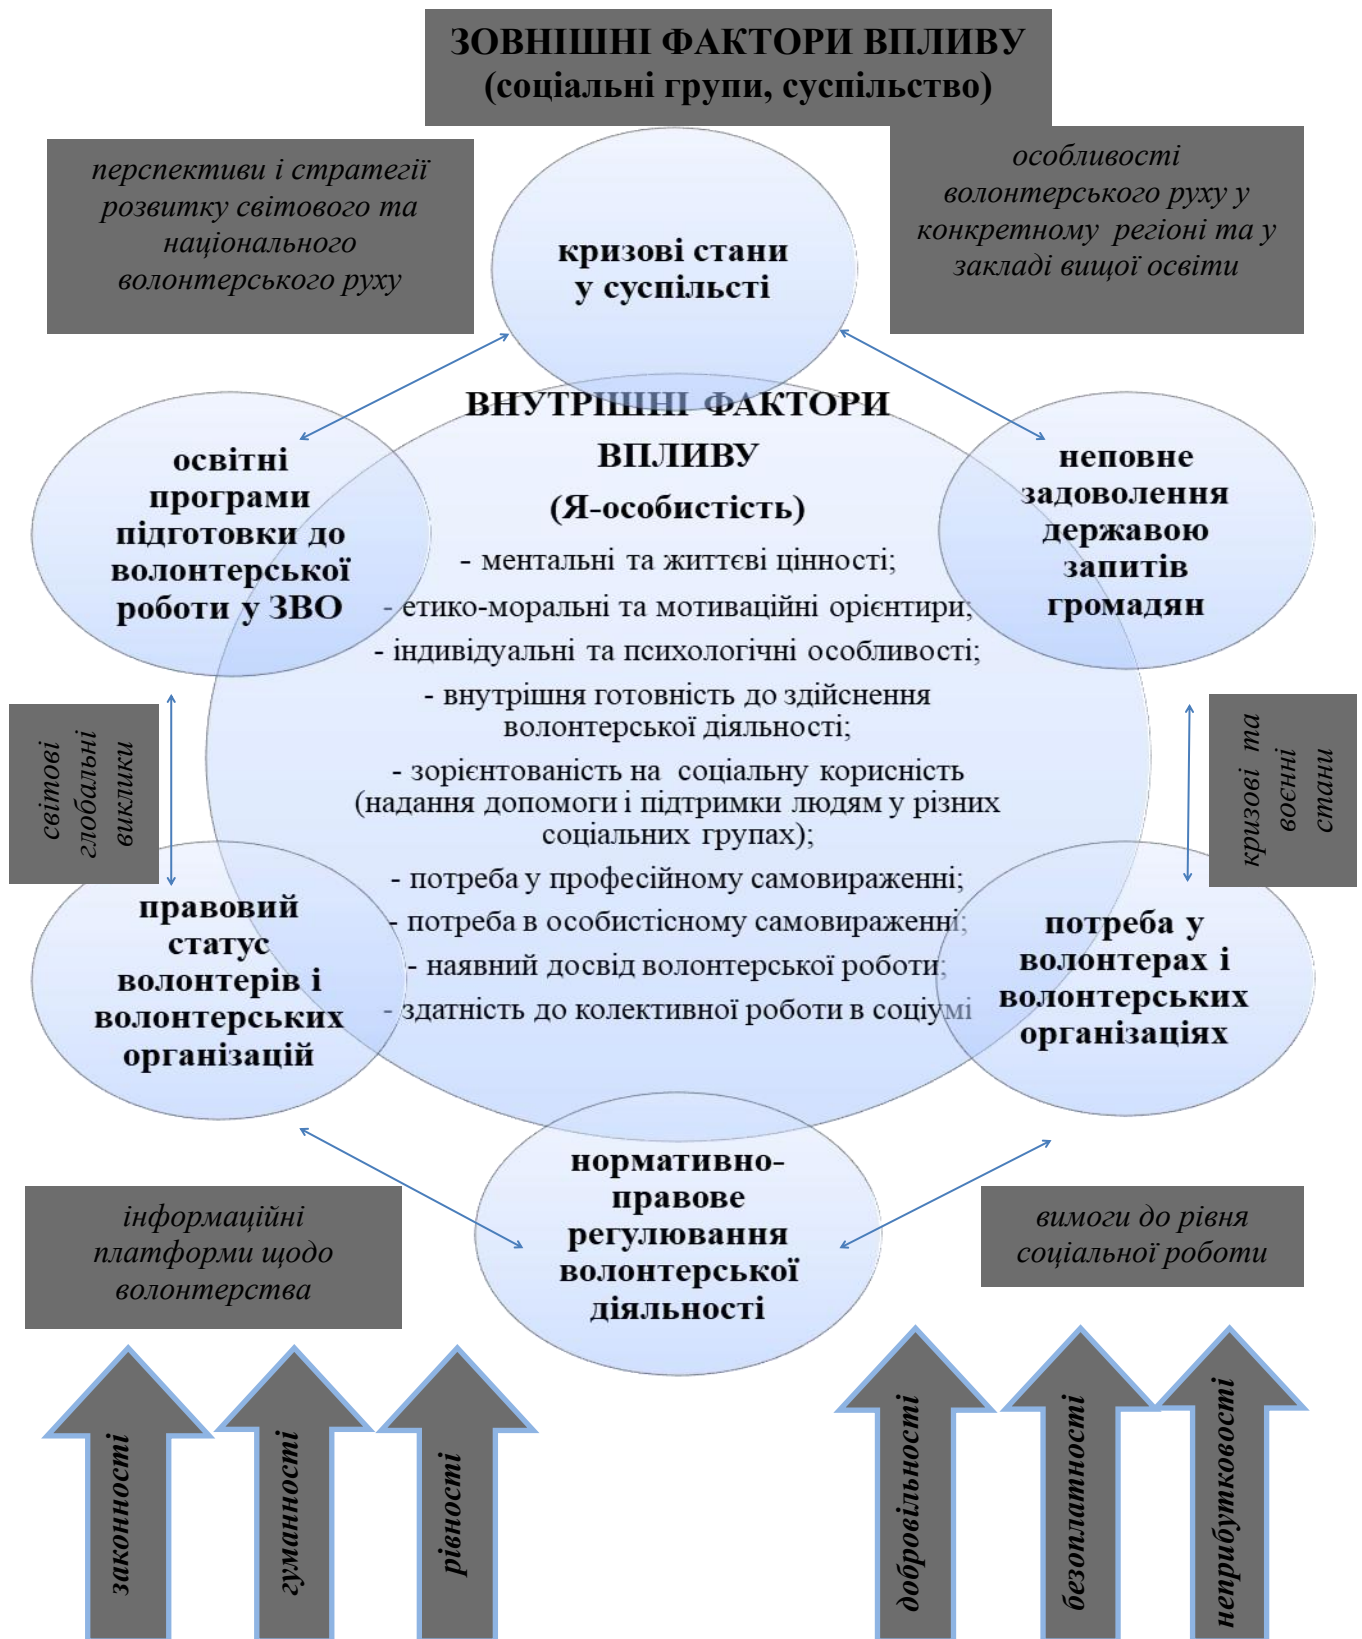 ЗОВНІШНІ ФАКТОРИ ВПЛИВУ
(соціальні групи, суспільство)
перспективи і стратегії
розвитку світового та
національного
волонтерського руху
особливості
волонтерського руху у
конкретному регіоні та у
закладі вищої освіти
кризові стани
у суспільсті
ВНУТРІШНІ ФАКТОРИ
ВПЛИВУ
(Я-особистість)
- ментальні та життєві цінності;
- етико-моральні та мотиваційні орієнтири;
- індивідуальні та психологічні особливості;
- внутрішня готовність до здійснення
волонтерської діяльності;
- зорієнтованість на соціальну корисність
(надання допомоги і підтримки людям у різних
соціальних групах);
- потреба у професійному самовираженні;
- потреба в особистісному самовираженні;
- наявний досвід волонтерської роботи;
- здатність до колективної роботи в соціумі
освітні
програми
підготовки до
волонтерської
роботи у ЗВО
неповне
задоволення
державою
запитів
громадян
світові
глобальні
виклики
кризові та
воєнні
стани
правовий
статус
волонтерів і
волонтерських
організацій
потреба у
волонтерах і
волонтерських
організаціях
нормативно-
правове
регулювання
волонтерської
діяльності
інформаційні
платформи щодо
волонтерства
вимоги до рівня
соціальної роботи
законності
гуманності
рівності
добровільності
безоплатності
неприбутковості